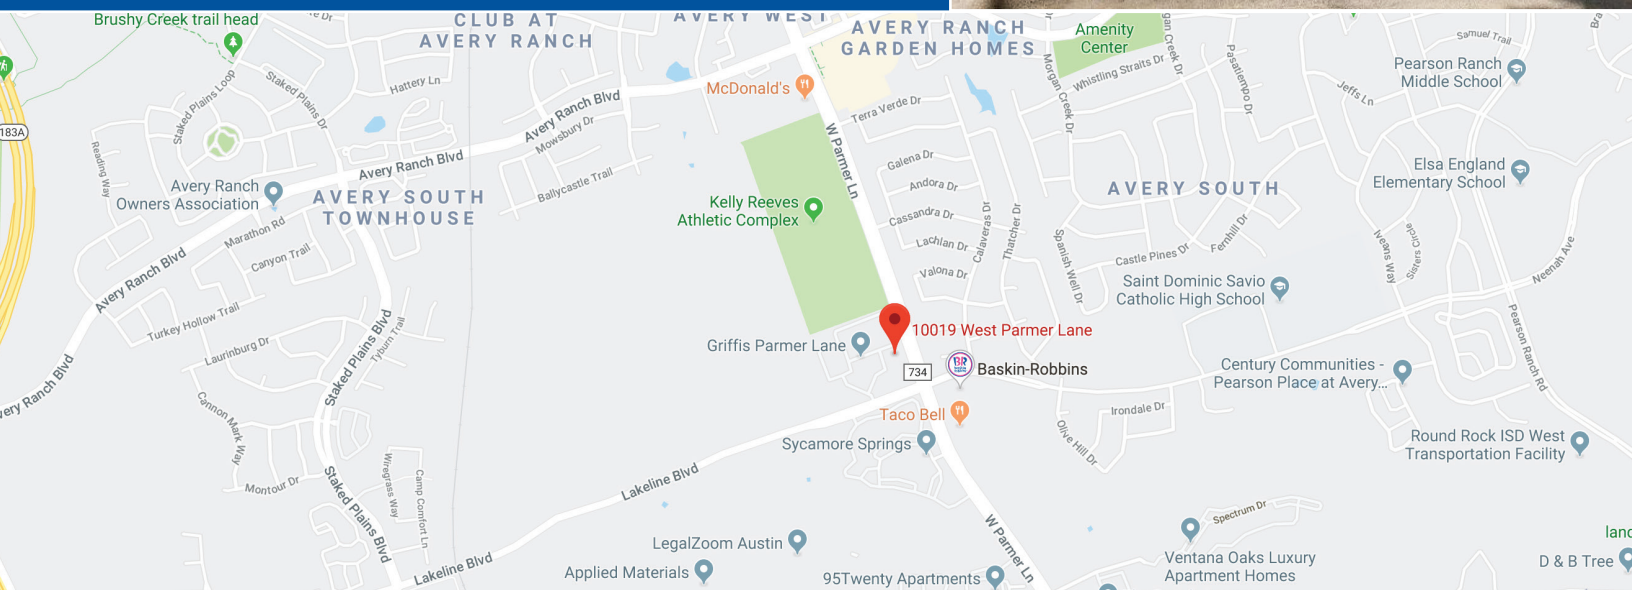 Brushy Creek trail head
CLUB AT
AVERY RANCH
AVERY WEST
AVERY RANCH
GARDEN HOMES
Amenity
Center
Samuel Trail
Pearson Ranch
Middle School
Morgan Creek Dr
Whistling Straits Dr
Pasatiempo Dr
Jeffs Ln
Hattery Ln
Staked Plains Loop
Staked Plains Dr
McDonald's
Avery Ranch Blvd
Mowsbury Dr
Terra Verde Dr
183A
W Parmer Ln
Reading Way
Avery Ranch Blvd
Ballycastle Trail
Galena Dr
Andora Dr
Cassandra Dr
Lachlan Dr
Valona Dr
Calaveras Dr
Thatcher Dr
AVERY SOUTH
Elsa England
Elementary School
Avery Ranch
Owners Association
AVERY SOUTH
TOWNHOUSE
Kelly Reeves
Athletic Complex
Marathon Rd
Canyon Trail
Avery Ranch Blvd
Spanish Well Dr
Castle Pines Dr
Fernhill Dr
Iveans Way
Sisters Circle
Neenah Ave
Saint Dominic Savio
Catholic High School
Turkey Hollow Trail
Laurinburg Dr
Staked Plains Blvd
Tyburn Trail
10019 West Parmer Lane
Griffis Parmer Lane
734
Baskin-Robbins
Century Communities -
Pearson Place at Avery...
Pearson Ranch Rd
very Ranch Blvd
Cannon Mark Way
Taco Bell
Irondale Dr
Olive Hill Dr
Sycamore Springs
Round Rock ISD West
Transportation Facility
Montour Dr
Wiregrass Way
Camp Comfort Ln
Staked Plains Blvd
Lakeline Blvd
Spectrum Dr
W Parmer Ln
LegalZoom Austin
Applied Materials
95Twenty Apartments
Lakeline Blvd
Ventana Oaks Luxury
Apartment Homes
D & B Tree